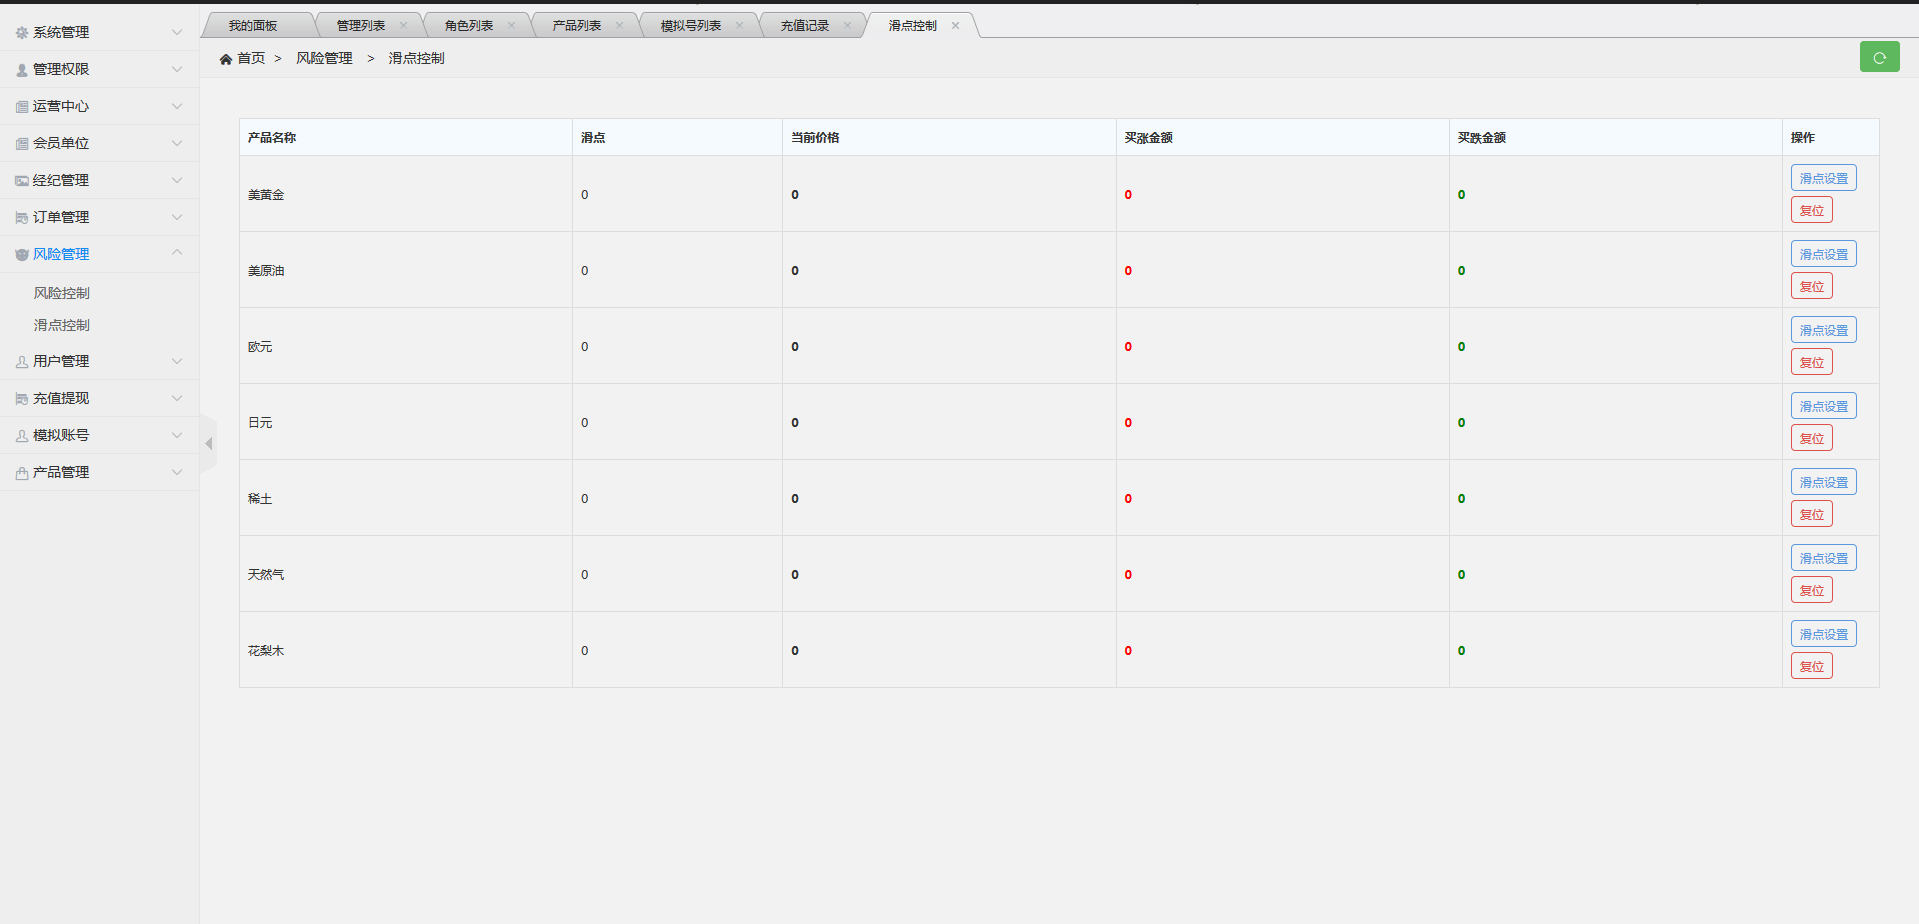 我的面板
管理列表
角色列表
产品列表
模拟号列表
充值记录
滑点控制
首页 > 风险管理 > 滑点控制
系统管理
管理权限
运营中心
会员单位
经纪管理
订单管理
风险管理
风险控制
滑点控制
用户管理
充值提现
模拟账号
产品管理
产品名称 滑点 当前价格 买涨金额 买跌金额 操作
美黄金 0 0 0 0 滑点设置
复位
美原油 0 0 0 0 滑点设置
复位
欧元 0 0 0 0 滑点设置
复位
日元 0 0 0 0 滑点设置
复位
稀土 0 0 0 0 滑点设置
复位
天然气 0 0 0 0 滑点设置
复位
花梨木 0 0 0 0 滑点设置
复位